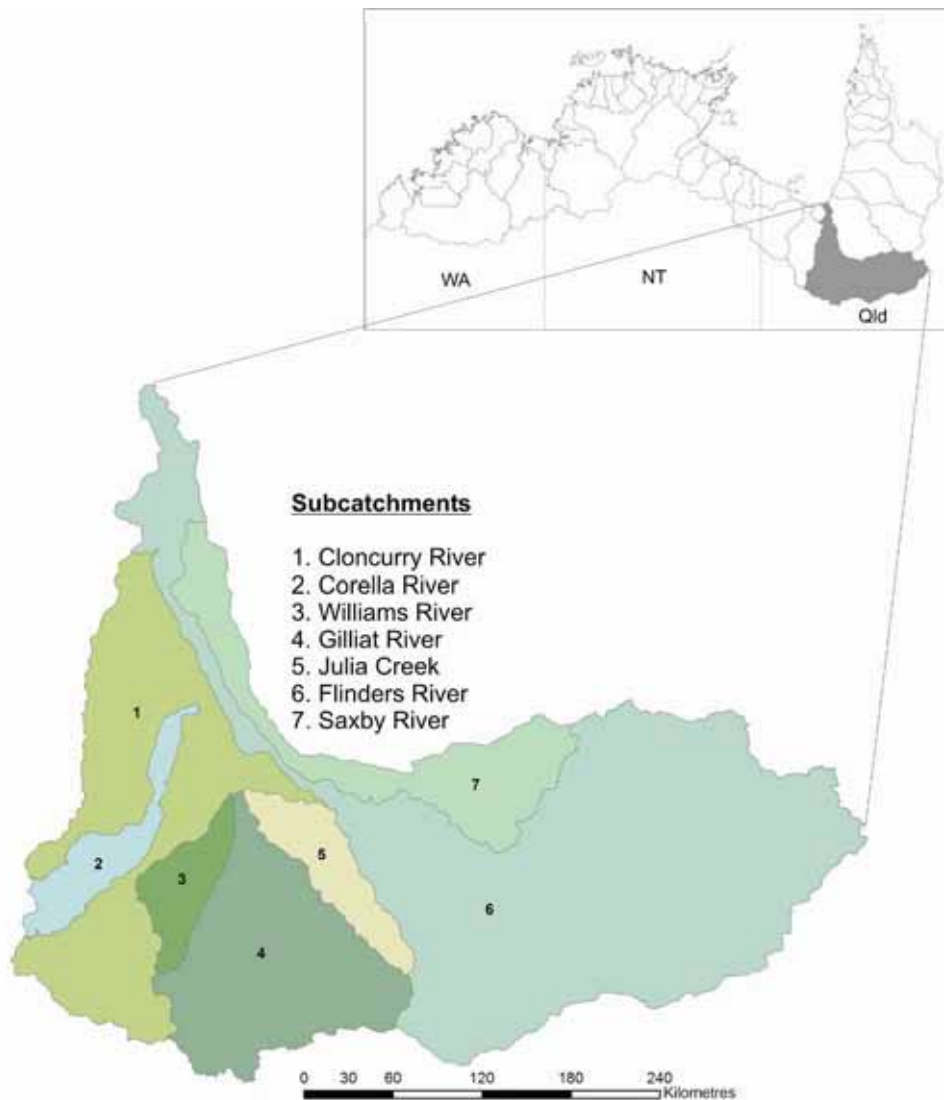 WA
NT
Qld
Subcatchments
1. Cloncurry River
2. Corella River
3. Williams River
4. Gilliat River
5. Julia Creek
6. Flinders River
7. Saxby River
1
7
2
5
3
6
4
0 30 60 120 180 240
Kilometres